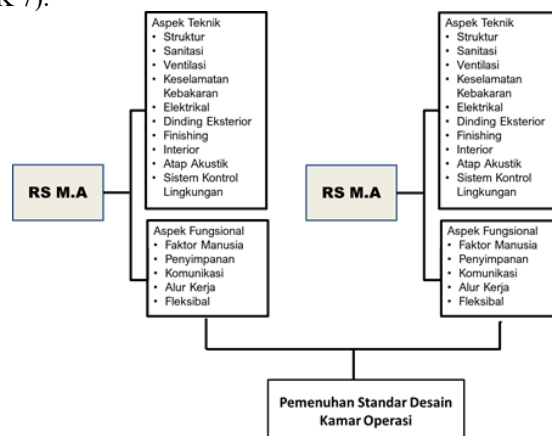 K 7).
Aspek Teknik
• Struktur
• Sanitasi
• Ventilasi
• Keselamatan
Kebakaran
• Elektrikal
• Dinding Eksterior
• Finishing
• Interior
• Atap Akustik
• Sistem Kontrol
Lingkungan
RS M.A
Aspek Fungsional
• Faktor Manusia
• Penyimpanan
• Komunikasi
• Alur Kerja
• Fleksibal
Aspek Teknik
• Struktur
• Sanitasi
• Ventilasi
• Keselamatan
Kebakaran
• Elektrikal
• Dinding Eksterior
• Finishing
• Interior
• Atap Akustik
• Sistem Kontrol
Lingkungan
RS M.A
Aspek Fungsional
• Faktor Manusia
• Penyimpanan
• Komunikasi
• Alur Kerja
• Fleksibal
Pemenuhan Standar Desain
Kamar Operasi